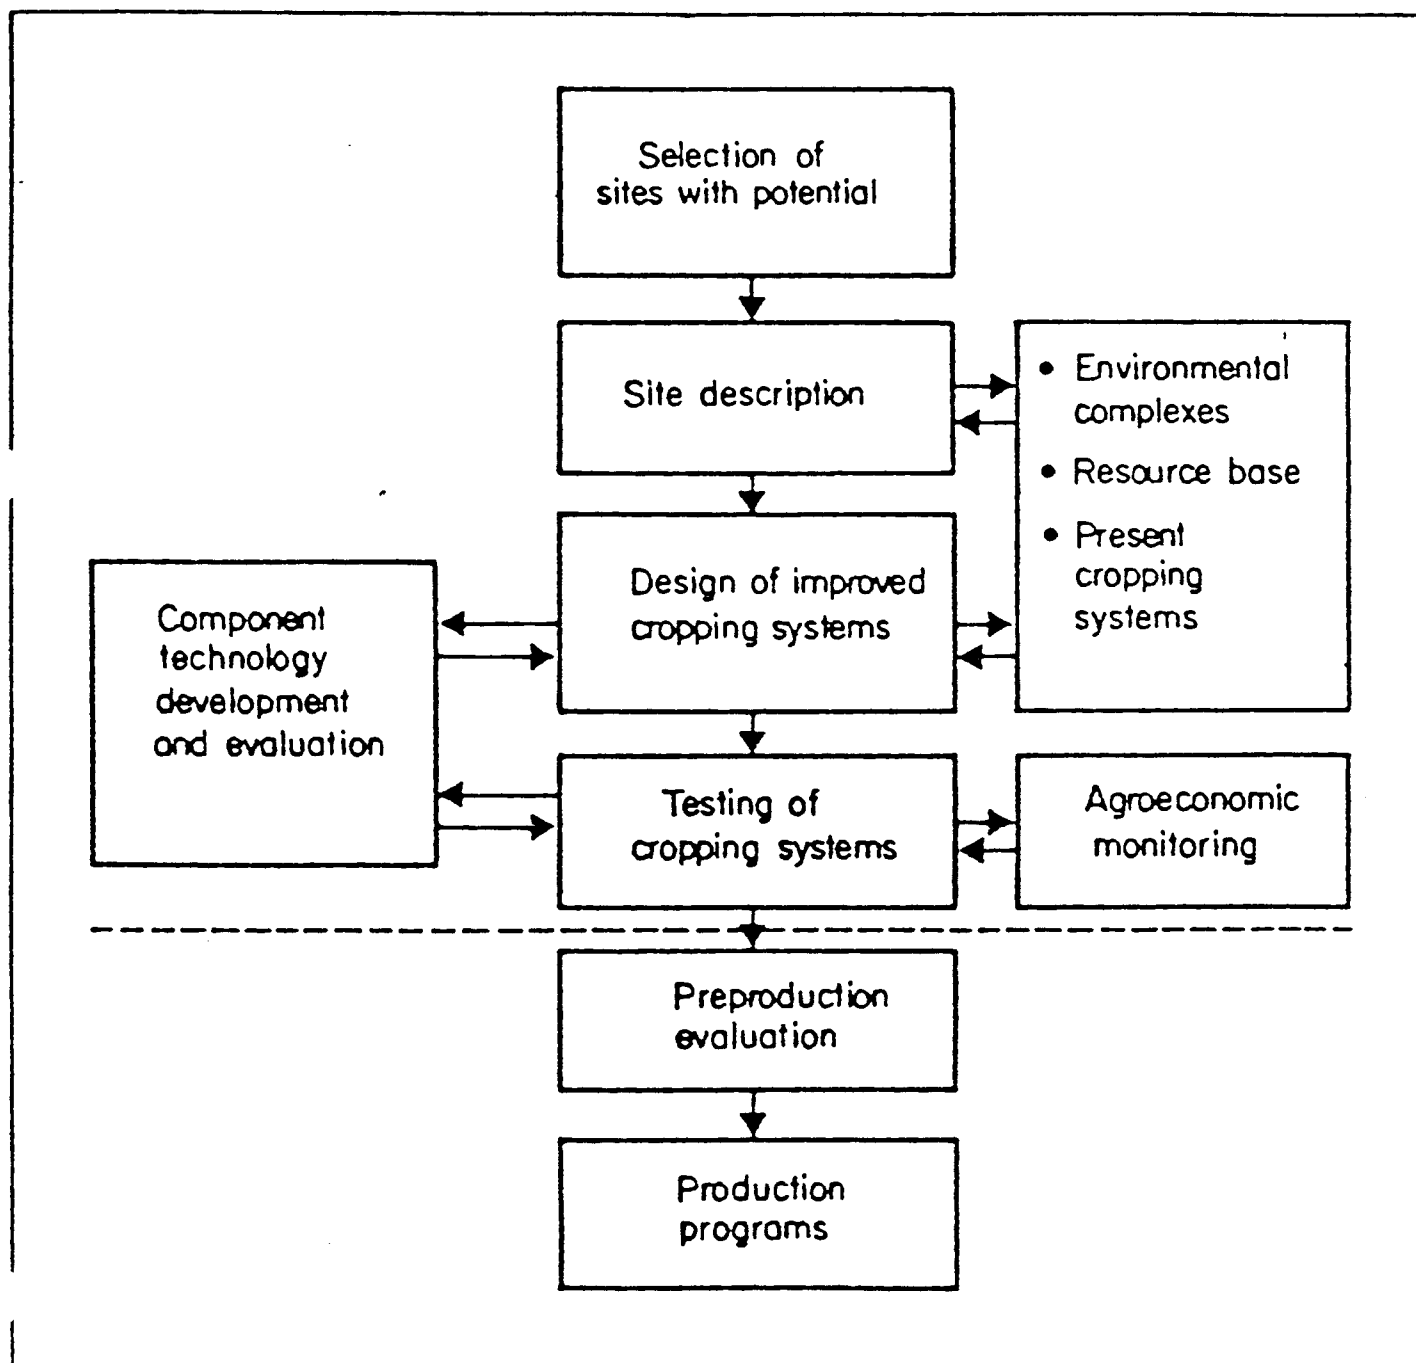 Selection of
sites with potential
Site description
• Environmental
complexes
• Resource base
• Present
cropping
systems
Design of improved
cropping systems
Component
technology
development
and evaluation
Testing of
cropping systems
Agroeconomic
monitoring
Preproduction
evaluation
Production
programs